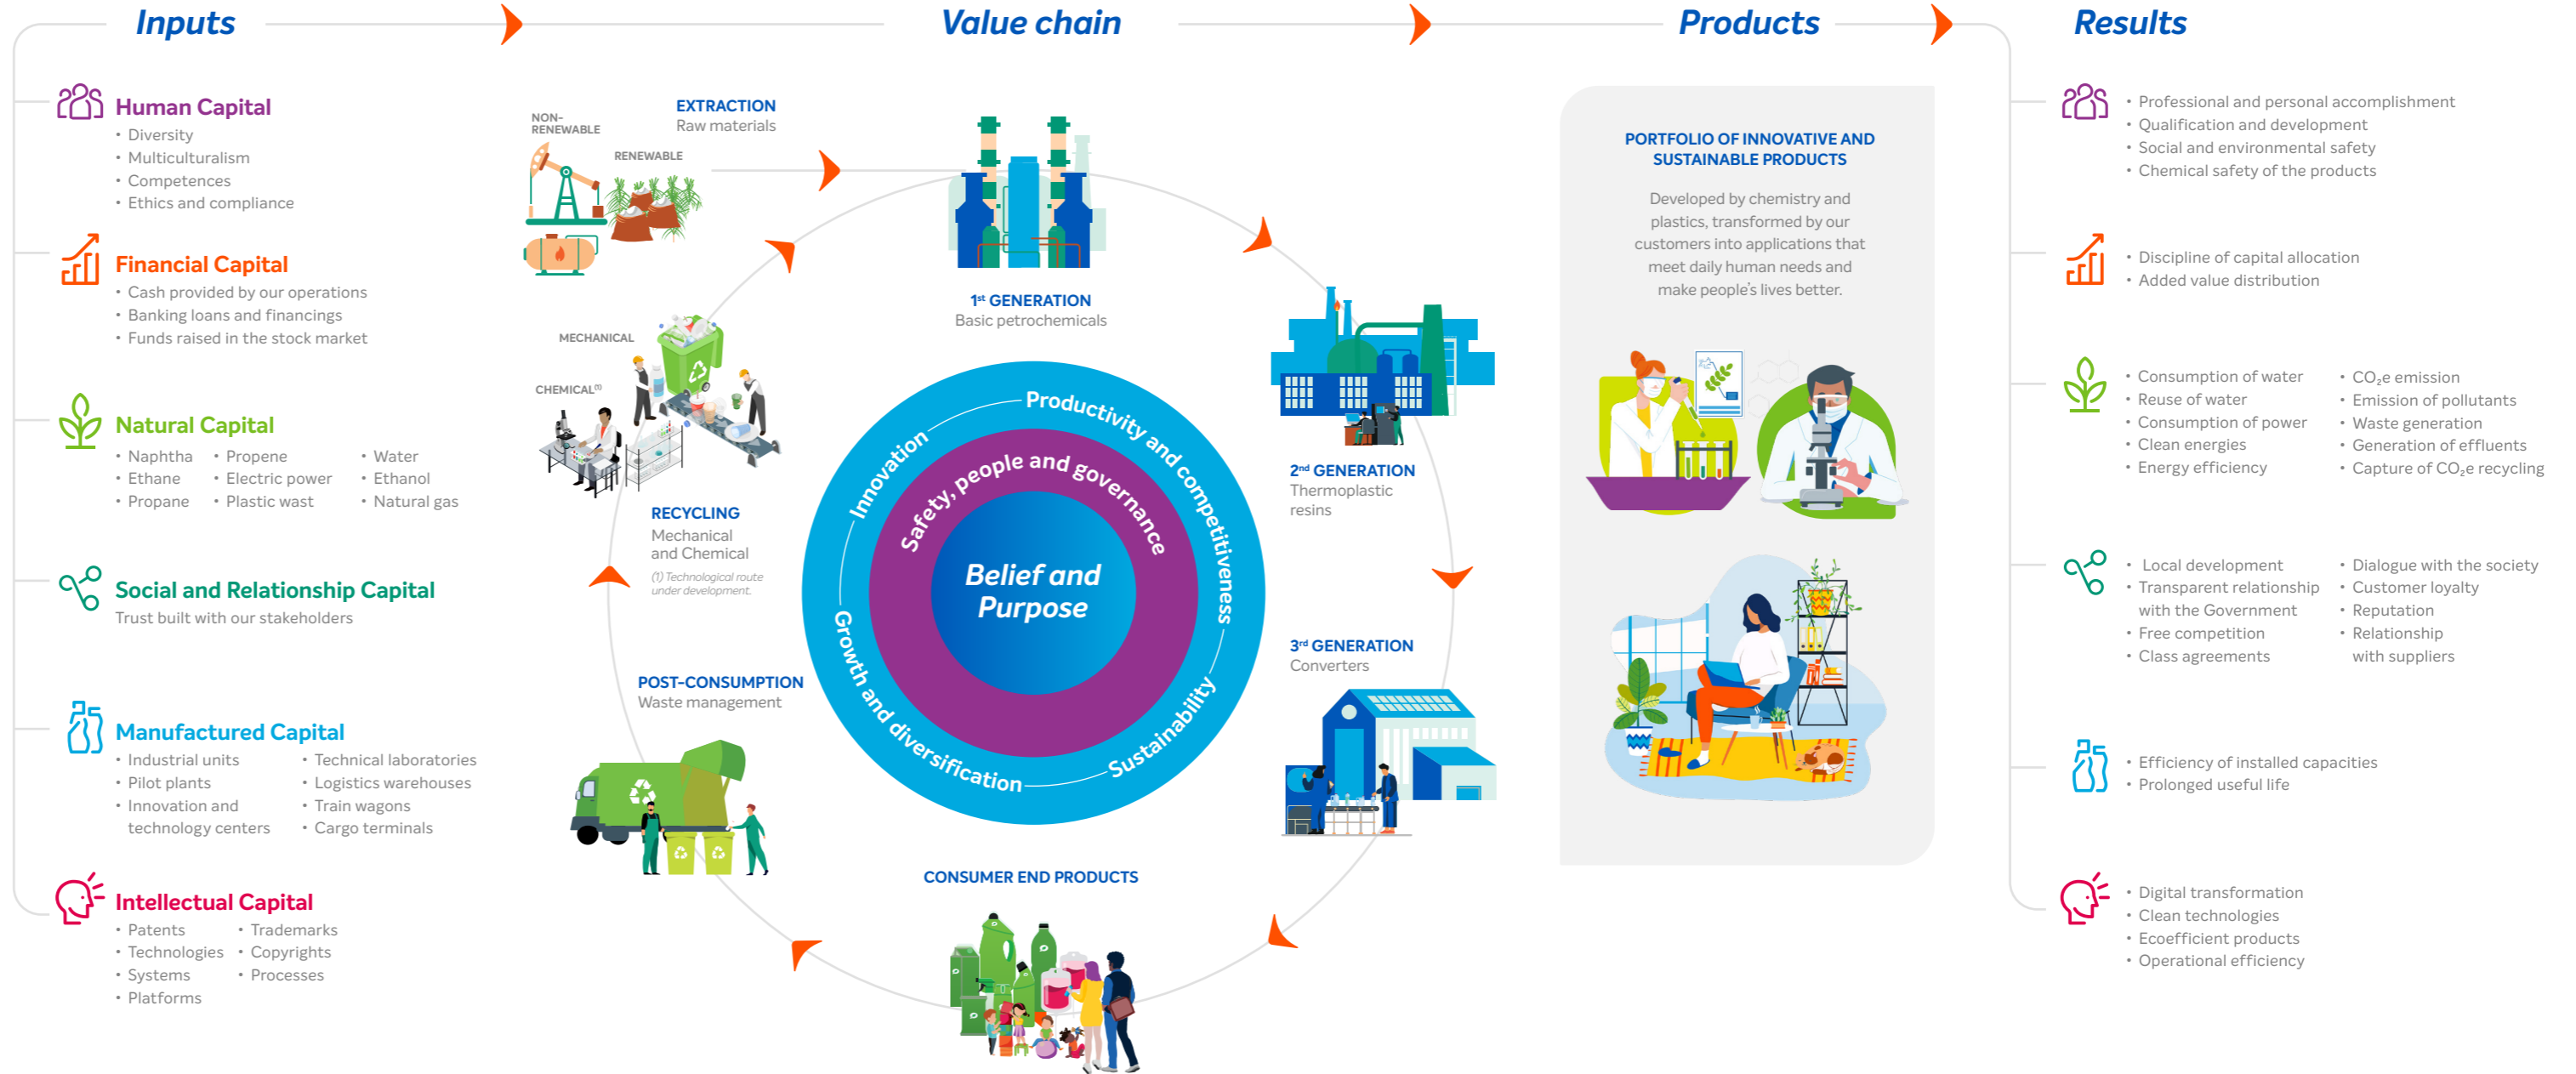 Inputs
Value chain
Products
Results
Human Capital
• Diversity
• Multiculturalism
• Competences
• Ethics and compliance
Financial Capital
• Cash provided by our operations
• Banking loans and financings
• Funds raised in the stock market
Natural Capital
• Naphtha
• Ethane
• Propane
• Propene
• Electric power
• Plastic wast
• Water
• Ethanol
• Natural gas
Social and Relationship Capital
Trust built with our stakeholders
Manufactured Capital
• Industrial units
• Pilot plants
• Innovation and
technology centers
• Technical laboratories
• Logistics warehouses
• Train wagons
• Cargo terminals
Intellectual Capital
• Patents
• Technologies
• Systems
• Platforms
• Trademarks
• Copyrights
• Processes
EXTRACTION
Raw materials
NON-
RENEWABLE
RENEWABLE
1st GENERATION
Basic petrochemicals
2nd GENERATION
Thermoplastic
resins
3rd GENERATION
Converters
CONSUMER END PRODUCTS
POST-CONSUMPTION
Waste management
MECHANICAL
CHEMICAL(1)
RECYCLING
Mechanical
and Chemical
(1) Technological route
under development.
Innovation
Productivity and competitiveness
Sustainability
Growth and diversification
Safety, people and governance
Belief and
Purpose
PORTFOLIO OF INNOVATIVE AND
SUSTAINABLE PRODUCTS
Developed by chemistry and
plastics, transformed by our
customers into applications that
meet daily human needs and
make people's lives better.
• Professional and personal accomplishment
• Qualification and development
• Social and environmental safety
• Chemical safety of the products
• Discipline of capital allocation
• Added value distribution
• Consumption of water
• Reuse of water
• Consumption of power
• Clean energies
• Energy efficiency
• CO₂e emission
• Emission of pollutants
• Waste generation
• Generation of effluents
• Capture of CO₂e recycling
• Local development
• Transparent relationship
with the Government
• Free competition
• Class agreements
• Dialogue with the society
• Customer loyalty
• Reputation
• Relationship
with suppliers
• Efficiency of installed capacities
• Prolonged useful life
• Digital transformation
• Clean technologies
• Ecoefficient products
• Operational efficiency